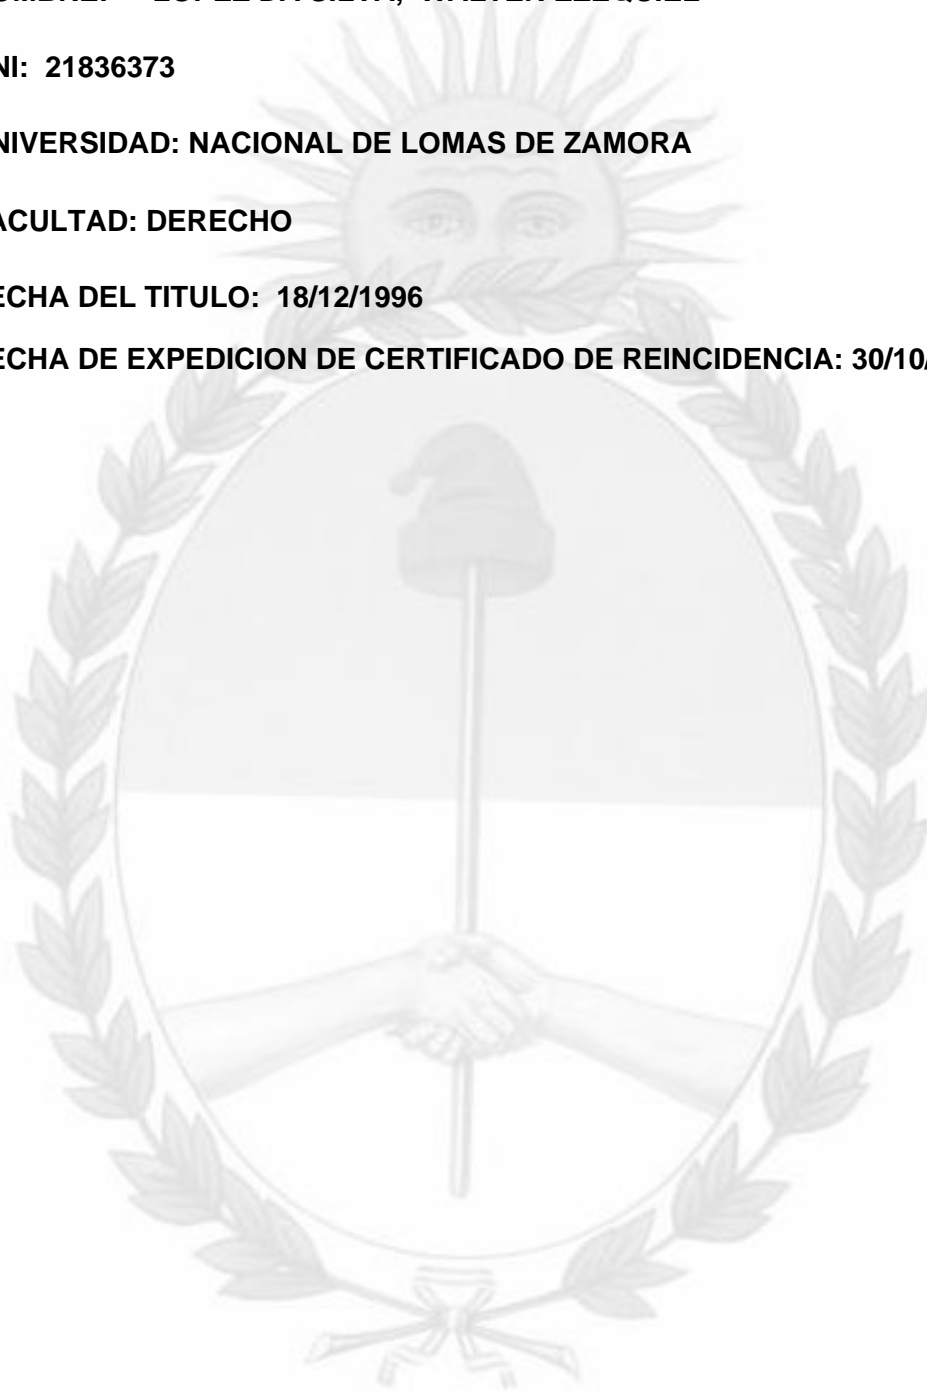 NI: 21836373
NIVERSIDAD: NACIONAL DE LOMAS DE ZAMORA
ACULTAD: DERECHO
ECHA DEL TITULO: 18/12/1996
ECHA DE EXPEDICION DE CERTIFICADO DE REINCIDENCIA: 30/10/